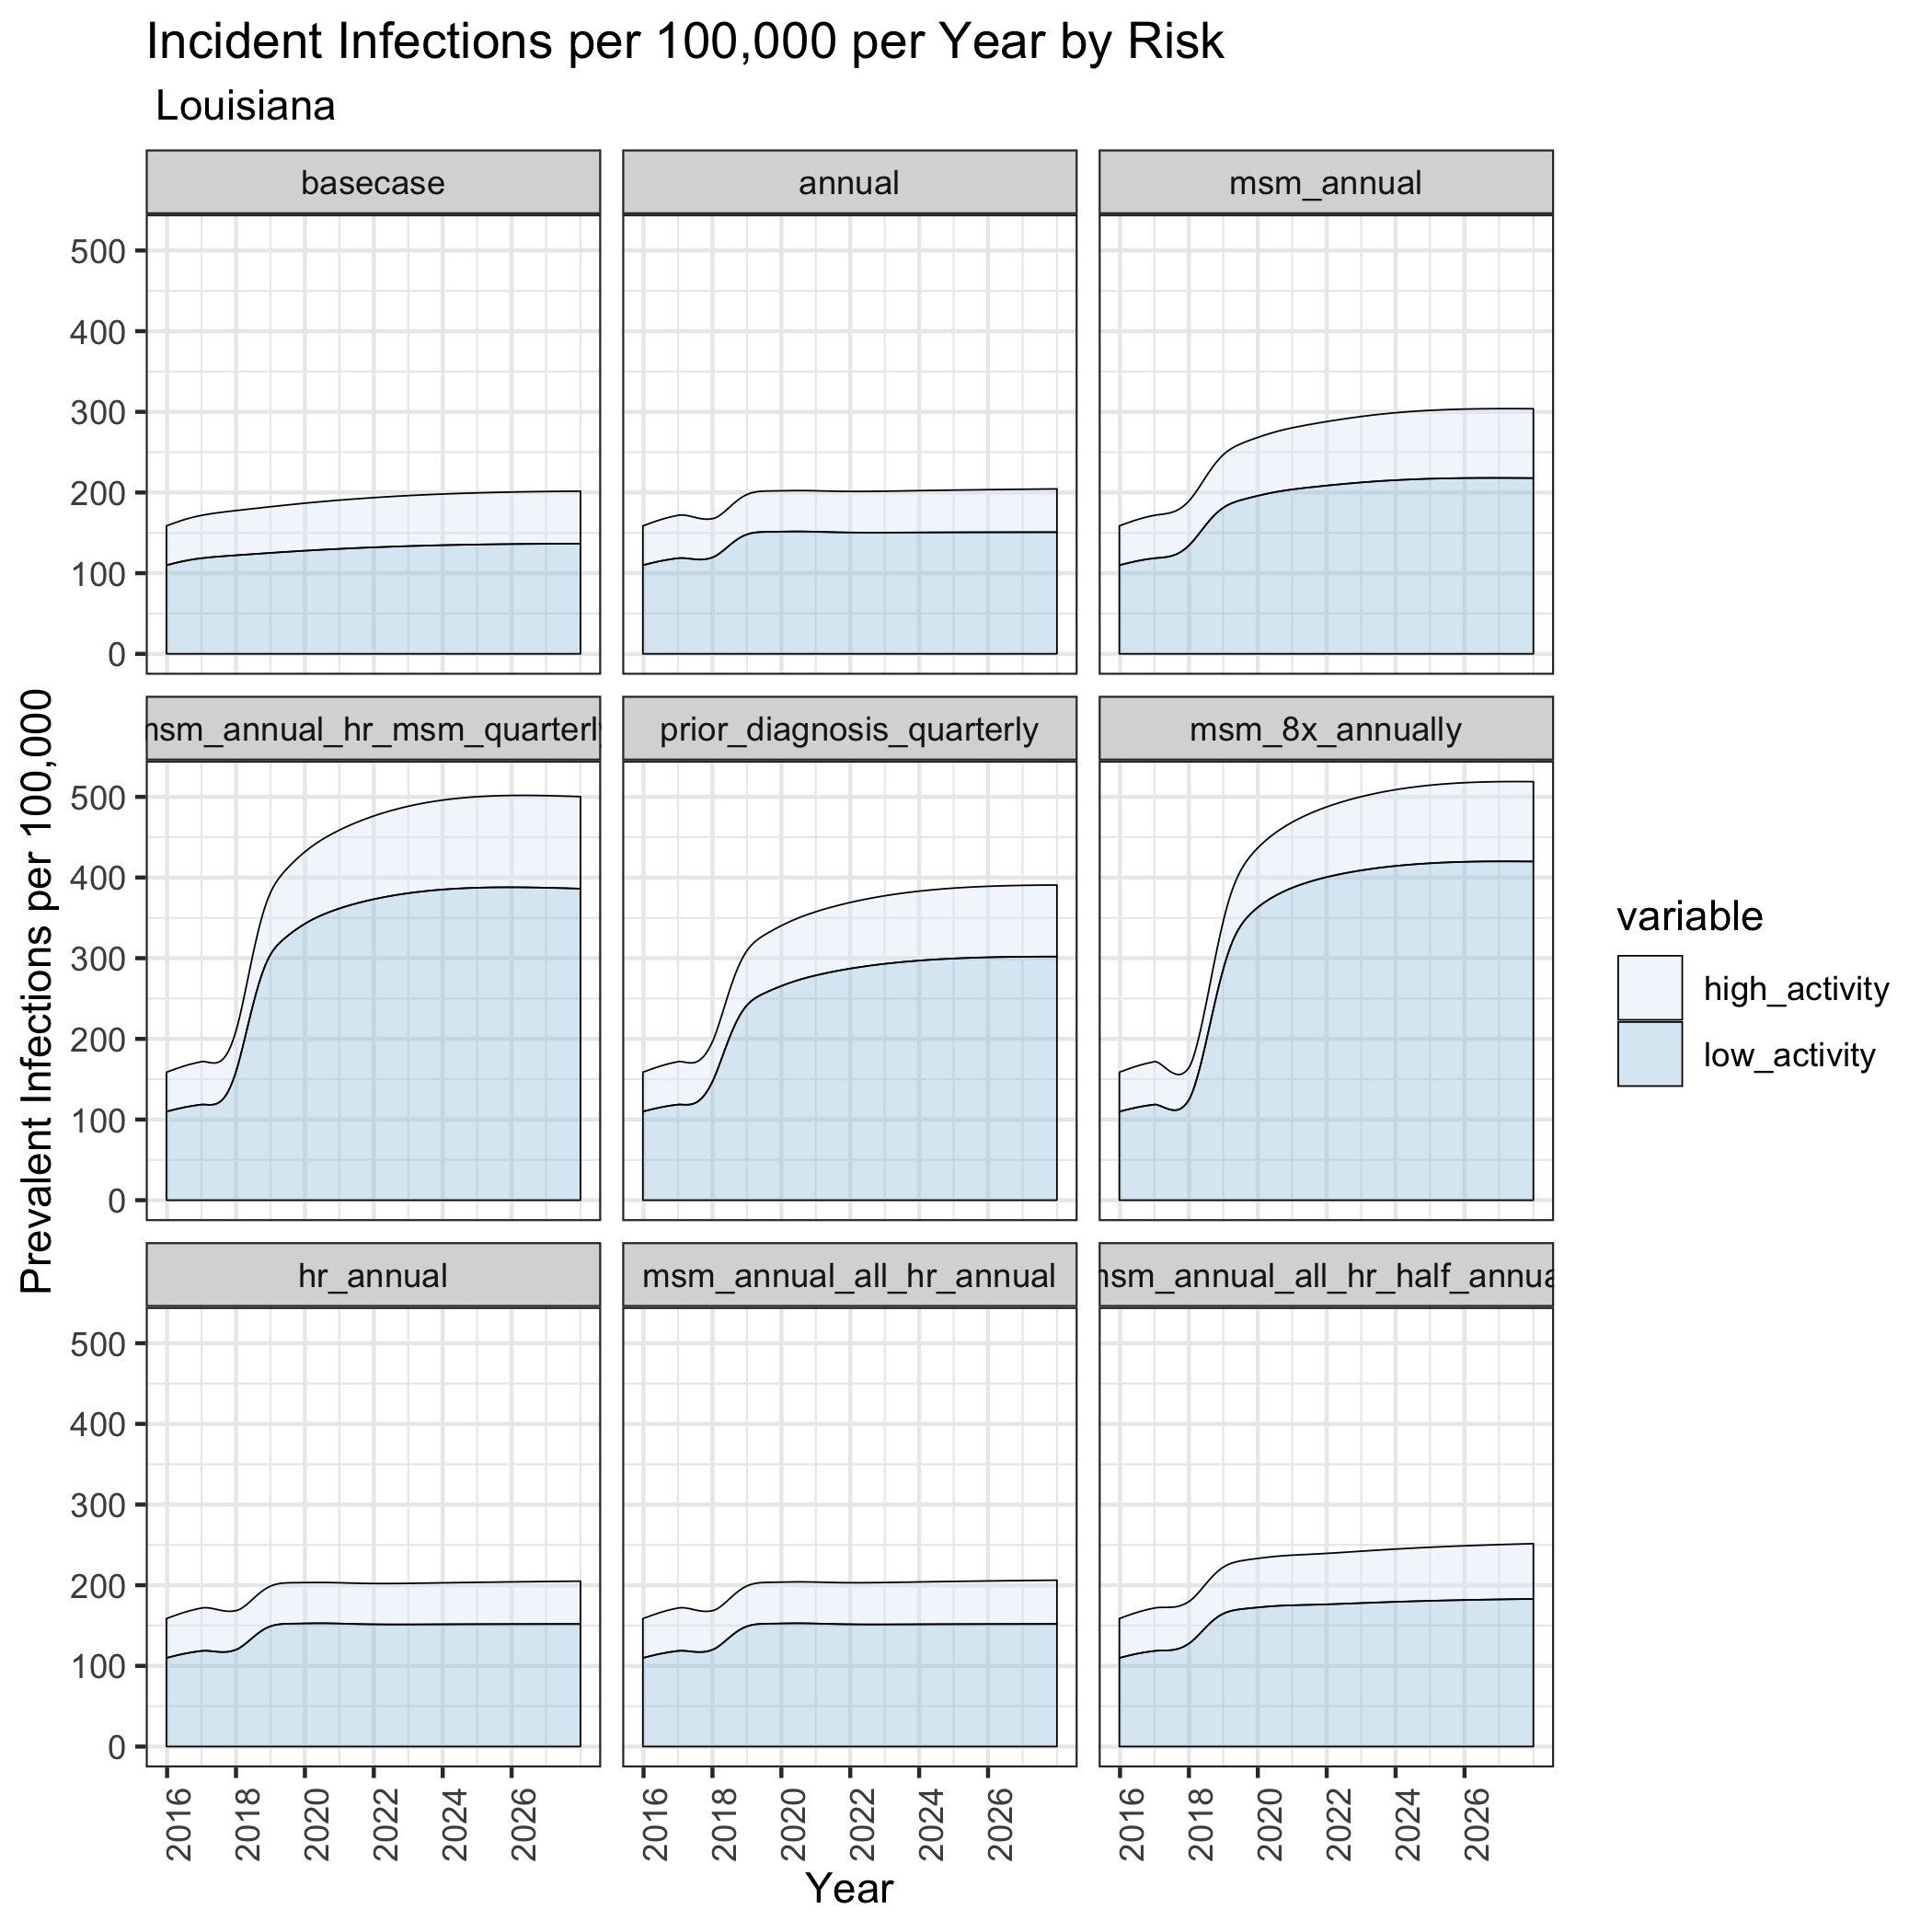 Incident Infections per 100,000 per Year by Risk
Louisiana
basecase
annual
msm_annual
500
400
300
200
100
0
msm_annual_hr_msm_quarterly
prior_diagnosis_quarterly
msm_8x_annually
500
400
300
200
100
0
hr_annual
msm_annual_all_hr_annual
msm_annual_all_hr_half_annua
500
400
300
200
100
0
2016
2018
2020
2022
2024
2026
2016
2018
2020
2022
2024
2026
2016
2018
2020
2022
2024
2026
Year
Prevalent Infections per 100,000
variable
high_activity
low_activity